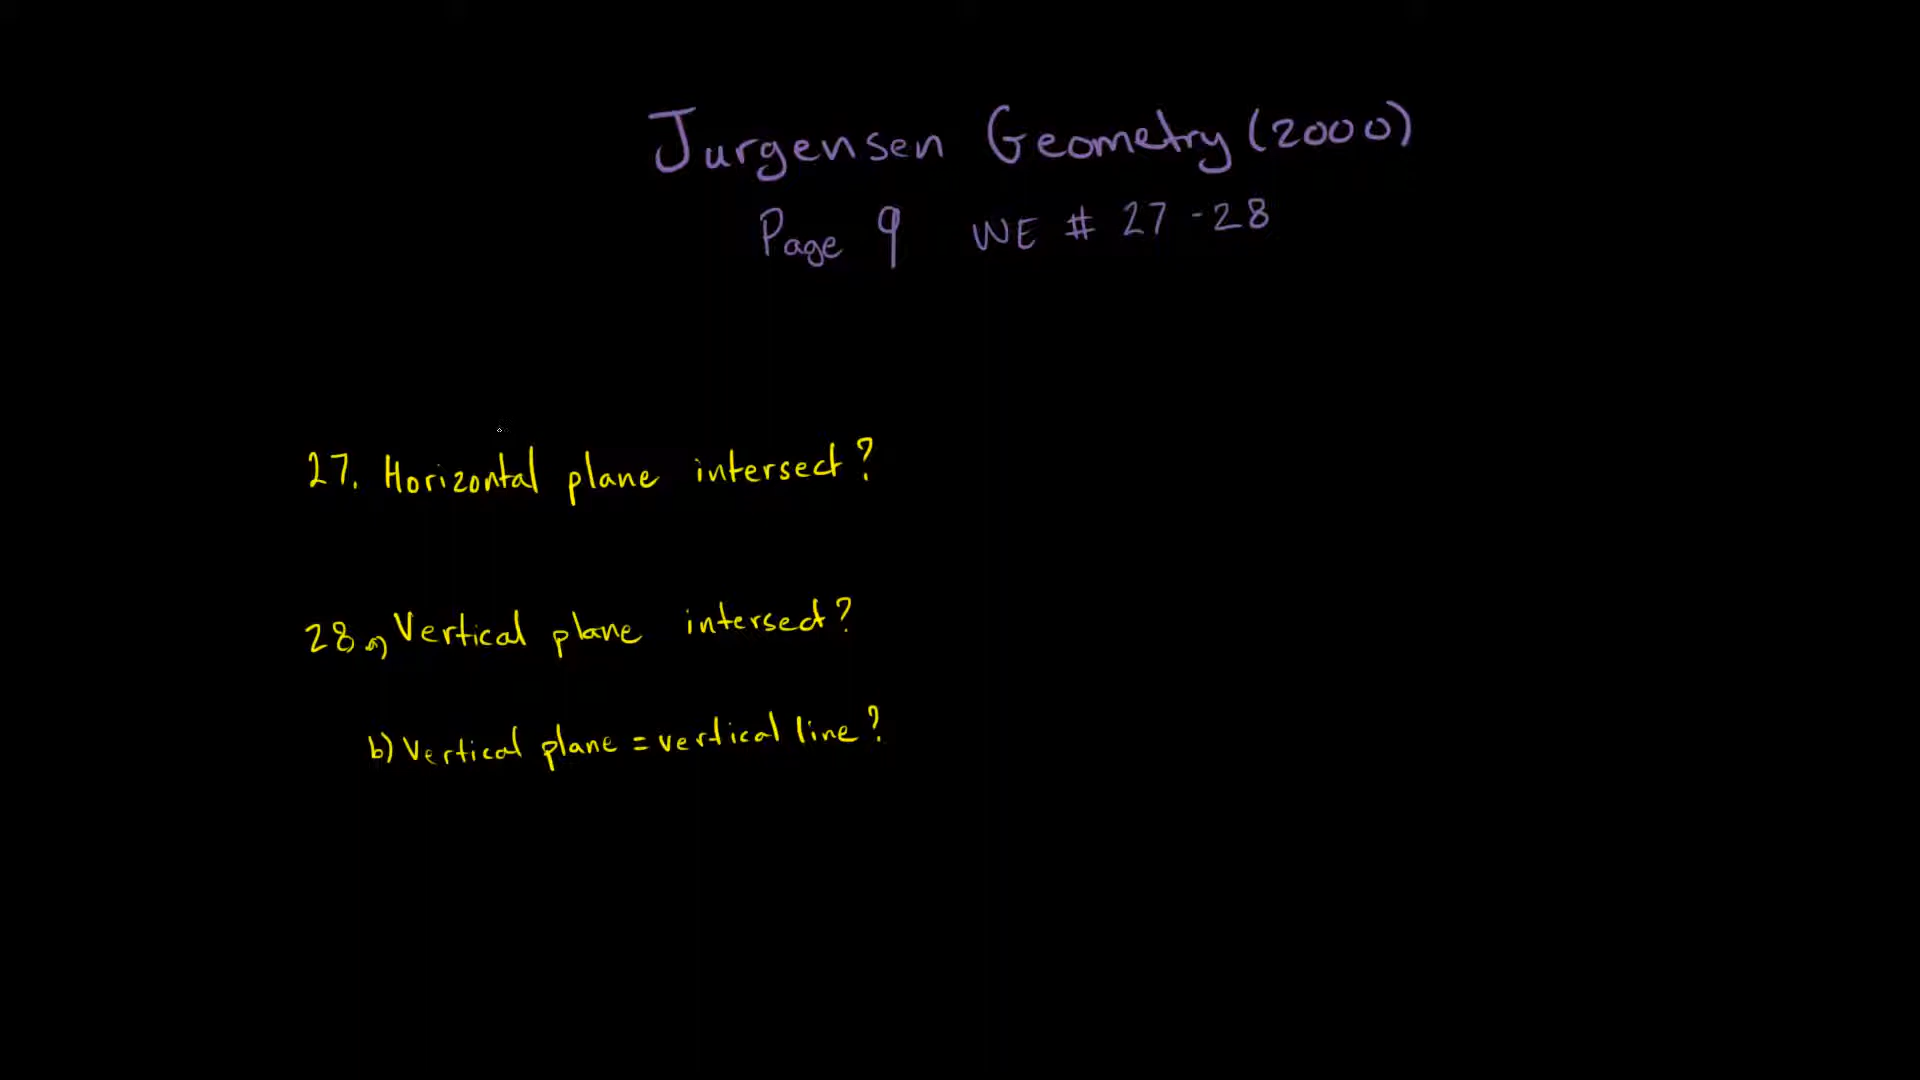 Jurgensen Geometry (2000)
Page 9 WE # 27 - 28
27. Horizontal plane intersect?
28 a) Vertical plane intersect?
b) Vertical plane = vertical line?